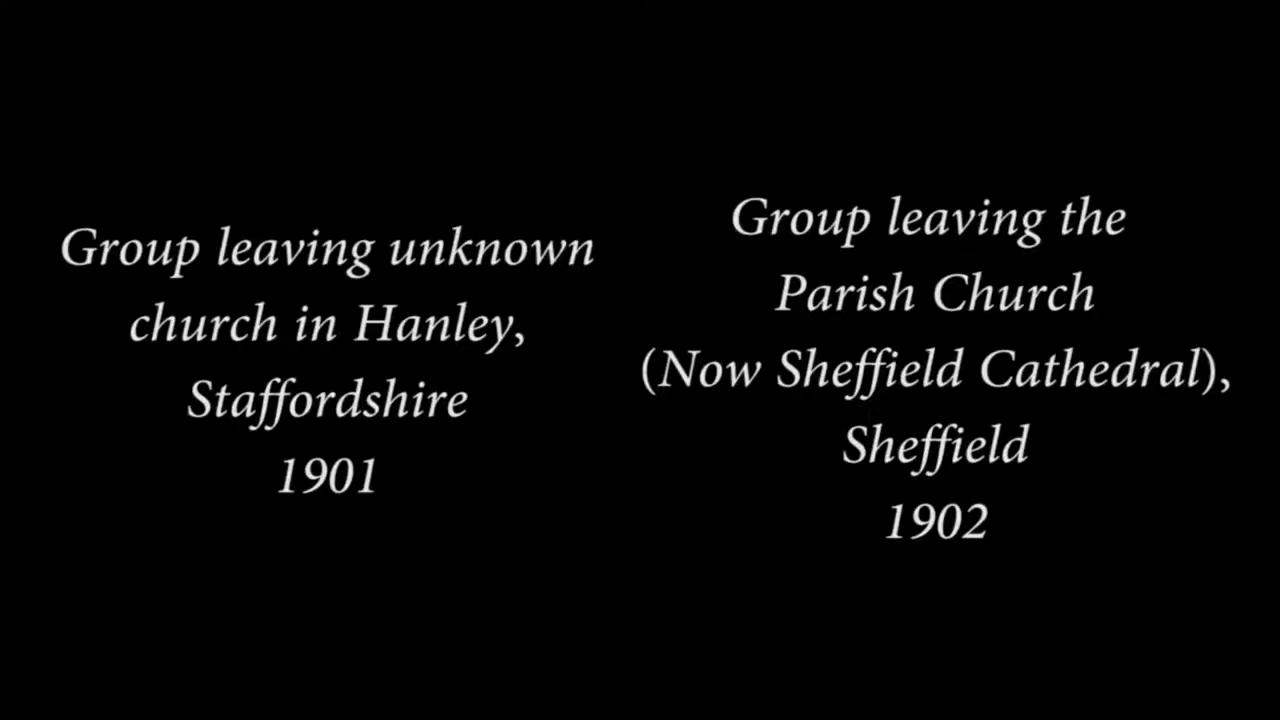 Group leaving unknown
church in Hanley,
Staffordshire
1901
Group leaving the
Parish Church
(Now Sheffield Cathedral),
Sheffield
1902